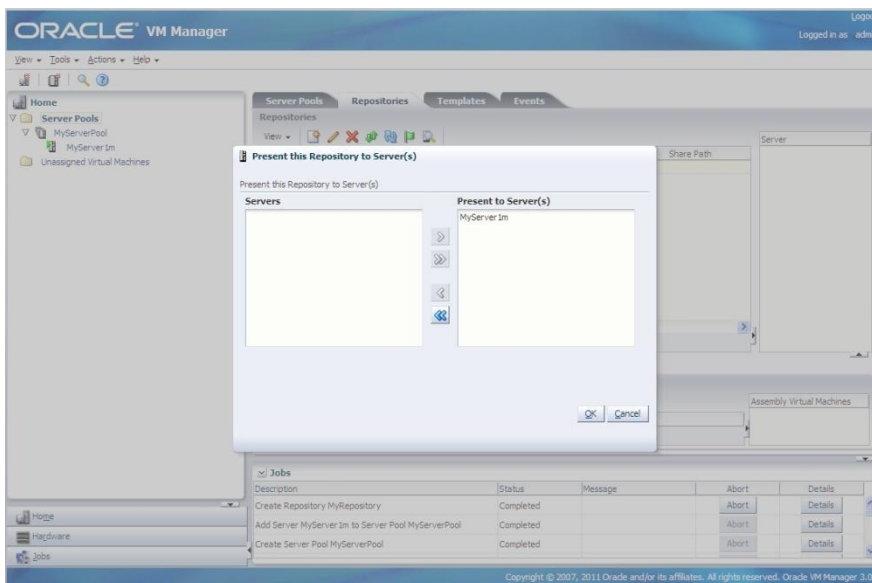 Logou
ORACLE VM Manager
Logged in as adm
View Tools Actions Help
Home
Server Pools
MyServerPool
MyServer1m
Unassigned Virtual Machines
Server Pools Repositories Templates Events
Repositories
View
Share Path
Server
Present this Repository to Server(s)
Present this Repository to Server(s)
Servers
Present to Server(s)
MyServer1m
OK Cancel
Assembly Virtual Machines
Jobs
Description Status Message Abort Details
Create Repository MyRepository Completed Abort Details
Add Server MyServer1m to Server Pool MyServerPool Completed Abort Details
Create Server Pool MyServerPool Completed Abort Details
Home
Hardware
Jobs
Copyright © 2007, 2011 Oracle and/or its affiliates. All rights reserved. Oracle VM Manager 3.0